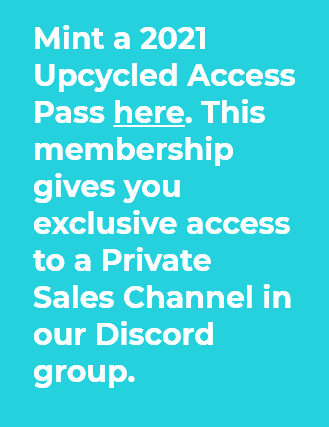 Mint a 2021
Upcycled Access
Pass here. This
membership
gives you
exclusive access
to a Private
Sales Channel in
our Discord
group.